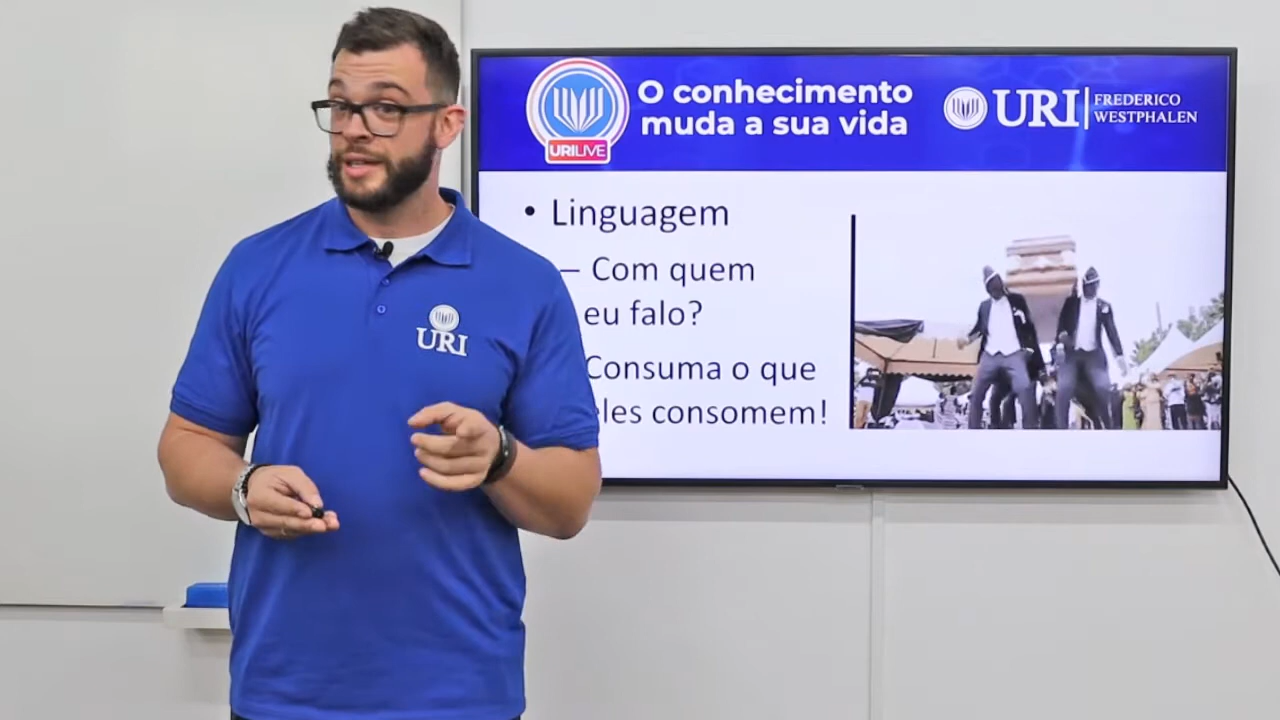 O conhecimento
muda a sua vida
URILIVE
URI
FREDERICO
WESTPHALEN
• Linguagem
– Com quem
eu falo?
Consuma o que
eles consomem!
URI